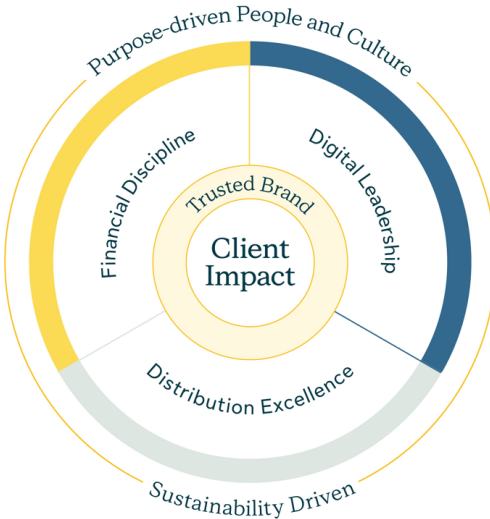 Purpose-driven People and Culture
Financial Discipline
Digital Leadership
Trusted Brand
Client
Impact
Distribution Excellence
Sustainability Driven